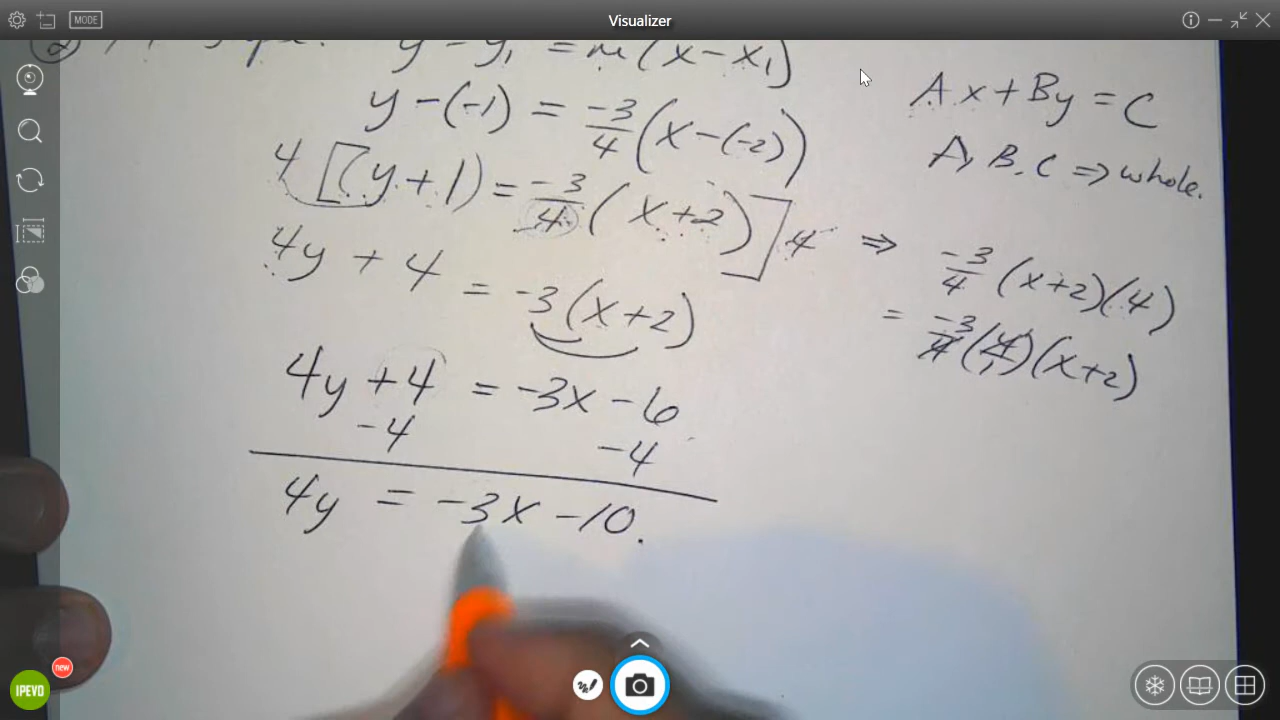 Visualizer
MODE
y - y₁ = m(x - x₁)
y - (-1) = -3/4 (x - (-2))
4[(y + 1) = -3/4 (x + 2)]4 ⇒ -3/4 (x+2)(4)
4y + 4 = -3(x + 2)
= -3/4 (4/1)(x+2)
4y + 4 = -3x - 6
-4 -4
4y = -3x - 10.
Ax + By = C
A, B, C ⇒ whole.
new
IPEVO